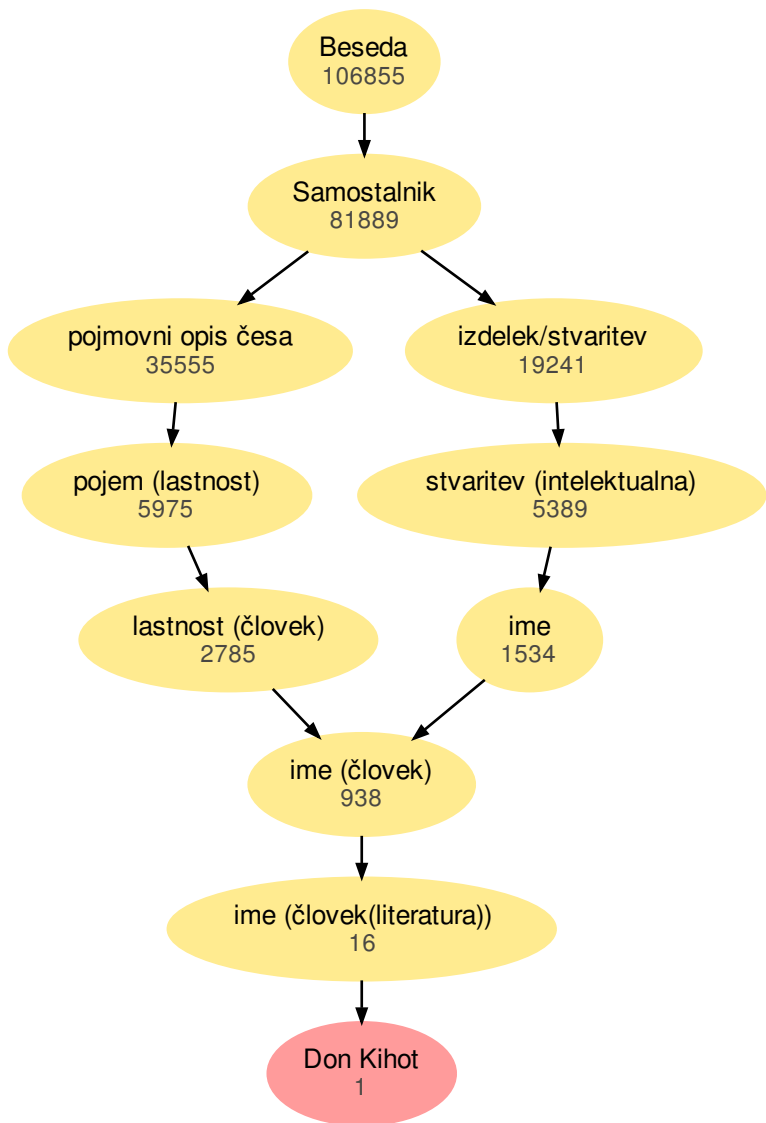 Beseda
106855
Samostalnik
81889
pojmovni opis česa
35555
izdelek/stvaritev
19241
pojem (lastnost)
5975
stvaritev (intelektualna)
5389
lastnost (človek)
2785
ime
1534
ime (človek)
938
ime (človek(literatura))
16
Don Kihot
1